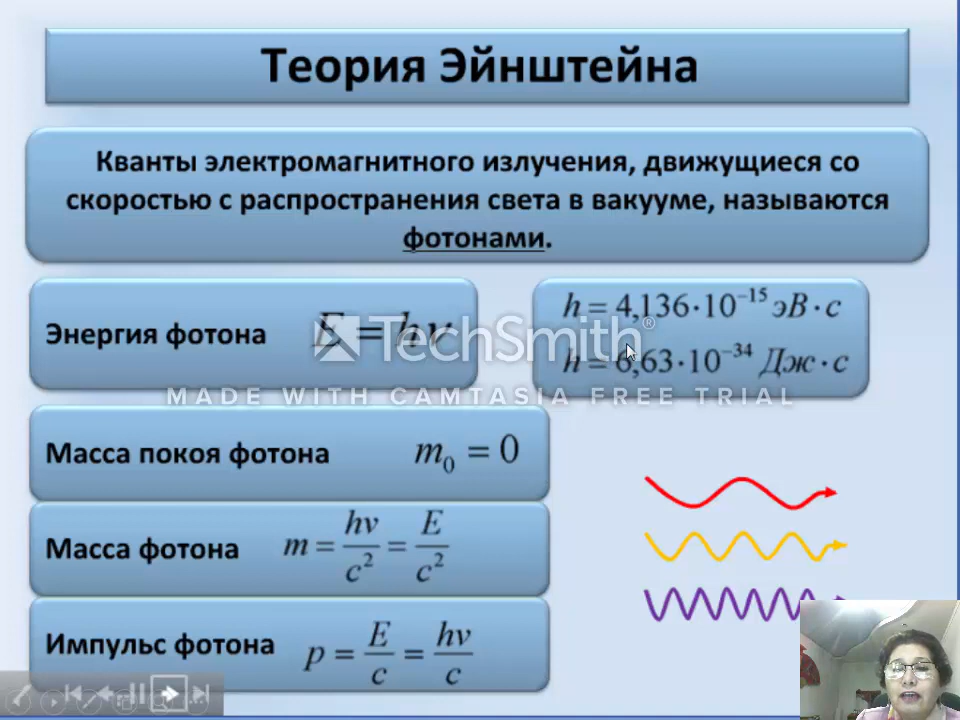 Теория Эйнштейна
Кванты электромагнитного излучения, движущиеся со
скоростью с распространения света в вакууме, называются
фотонами.
Энергия фотона E = hν
h = 4,136·10⁻¹⁵ эВ·с
h = 6,63·10⁻³⁴ Дж·с
TechSmith®
MADE WITH CAMTASIA FREE TRIAL
Масса покоя фотона m₀ = 0
Масса фотона m = hν/c² = E/c²
Импульс фотона p = E/c = hν/c